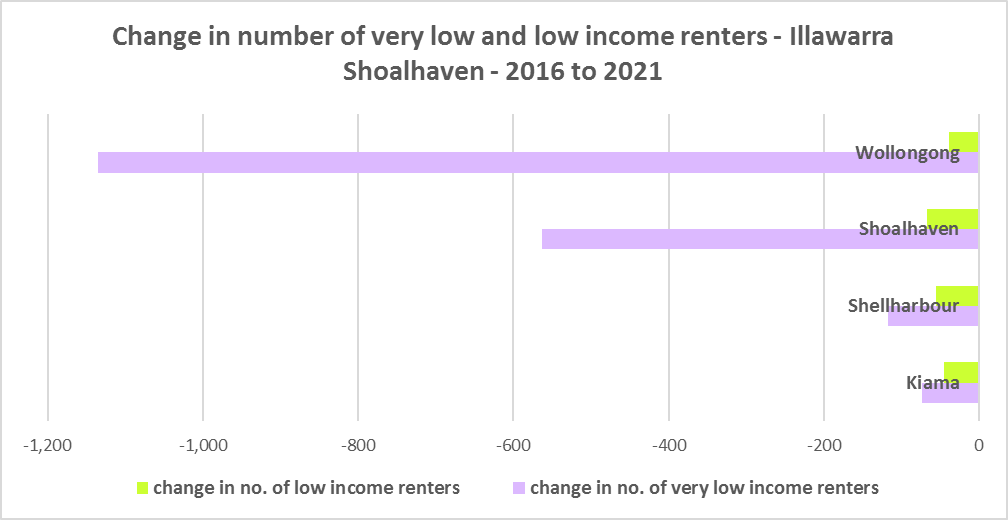 Change in number of very low and low income renters - Illawarra
Shoalhaven - 2016 to 2021
Wollongong
Shoalhaven
Shellharbour
Kiama
-1,200 -1,000 -800 -600 -400 -200 0
change in no. of low income renters change in no. of very low income renters